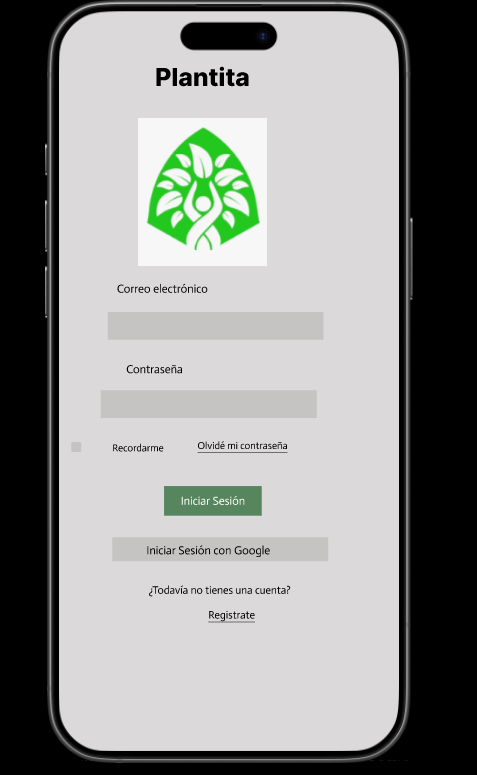 Plantita
Correo electrónico
Contraseña
Recordarme
Olvidé mi contraseña
Iniciar Sesión
Iniciar Sesión con Google
¿Todavía no tienes una cuenta?
Registrate